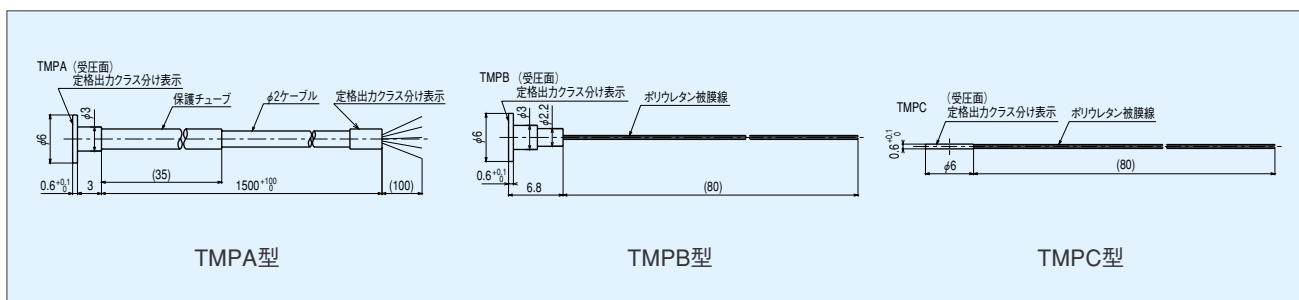 TMPA（受圧面）
定格出力クラス分け表示
φ3
保護チューブ
φ2ケーブル
定格出力クラス分け表示
φ6
0.6+0.1 0
3
(35)
1500+100 0
(100)
TMPA型
TMPB（受圧面）
定格出力クラス分け表示
φ3
φ2.2
ポリウレタン被膜線
φ6
0.6+0.1 0
6.8
(80)
TMPB型
TMPC（受圧面）
定格出力クラス分け表示
ポリウレタン被膜線
0.6+0.1 0
φ6
(80)
TMPC型